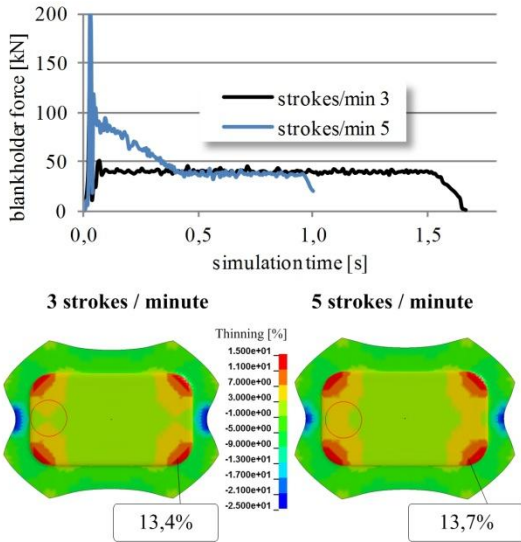 200
150
100
50
0
blankholder force [kN]
strokes/min 3
strokes/min 5
0,0
0,5
1,0
1,5
simulation time [s]
3 strokes / minute
5 strokes / minute
Thinning [%]
1.500e+01
1.100e+01
7.000e+00
3.000e+00
-1.000e+00
-5.000e+00
-9.000e+00
-1.300e+01
-1.700e+01
-2.100e+01
-2.500e+01
13,4%
13,7%